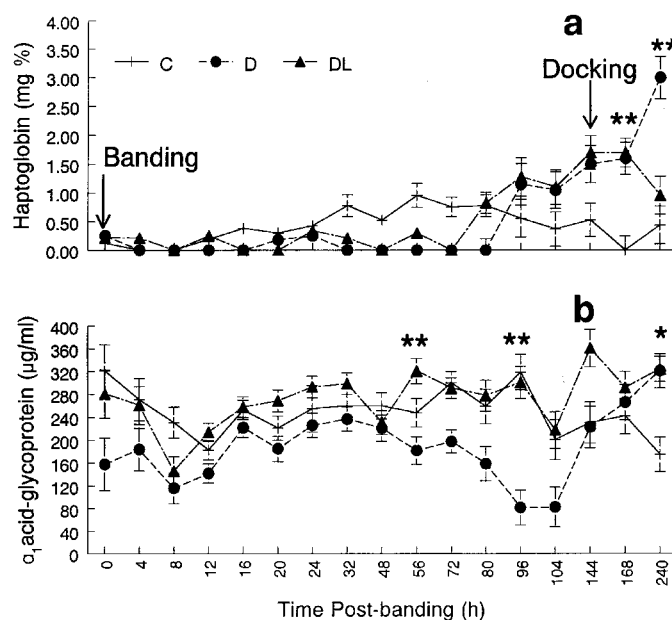 a
4.00
3.50
3.00
2.50
2.00
1.50
1.00
0.50
0.00
Haptoglobin (mg %)
C D DL
Banding
Docking
**
**
b
400
360
320
280
240
200
160
120
80
40
0
α1 acid-glycoprotein (µg/ml)
**
**
*
0 4 8 12 16 20 24 32 48 56 72 80 96 104 144 168 240
Time Post-banding (h)